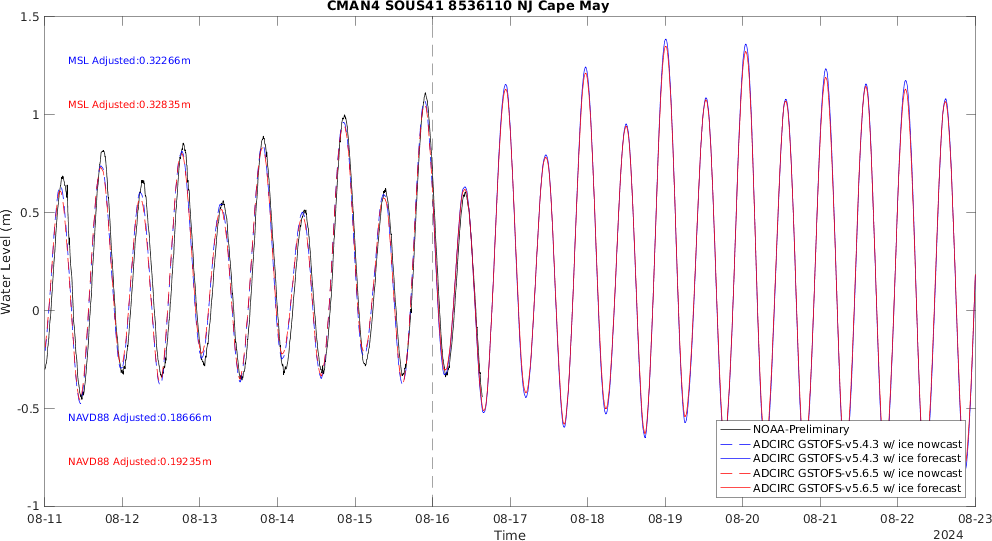 CMAN4 SOUS41 8536110 NJ Cape May
1.5
1
0.5
0
-0.5
-1
Water Level (m)
MSL Adjusted:0.32266m
MSL Adjusted:0.32835m
NAVD88 Adjusted:0.18666m
NAVD88 Adjusted:0.19235m
NOAA-Preliminary
ADCIRC GSTOFS-v5.4.3 w/ ice nowcast
ADCIRC GSTOFS-v5.4.3 w/ ice forecast
ADCIRC GSTOFS-v5.6.5 w/ ice nowcast
ADCIRC GSTOFS-v5.6.5 w/ ice forecast
08-11 08-12 08-13 08-14 08-15 08-16 08-17 08-18 08-19 08-20 08-21 08-22 08-23
Time
2024